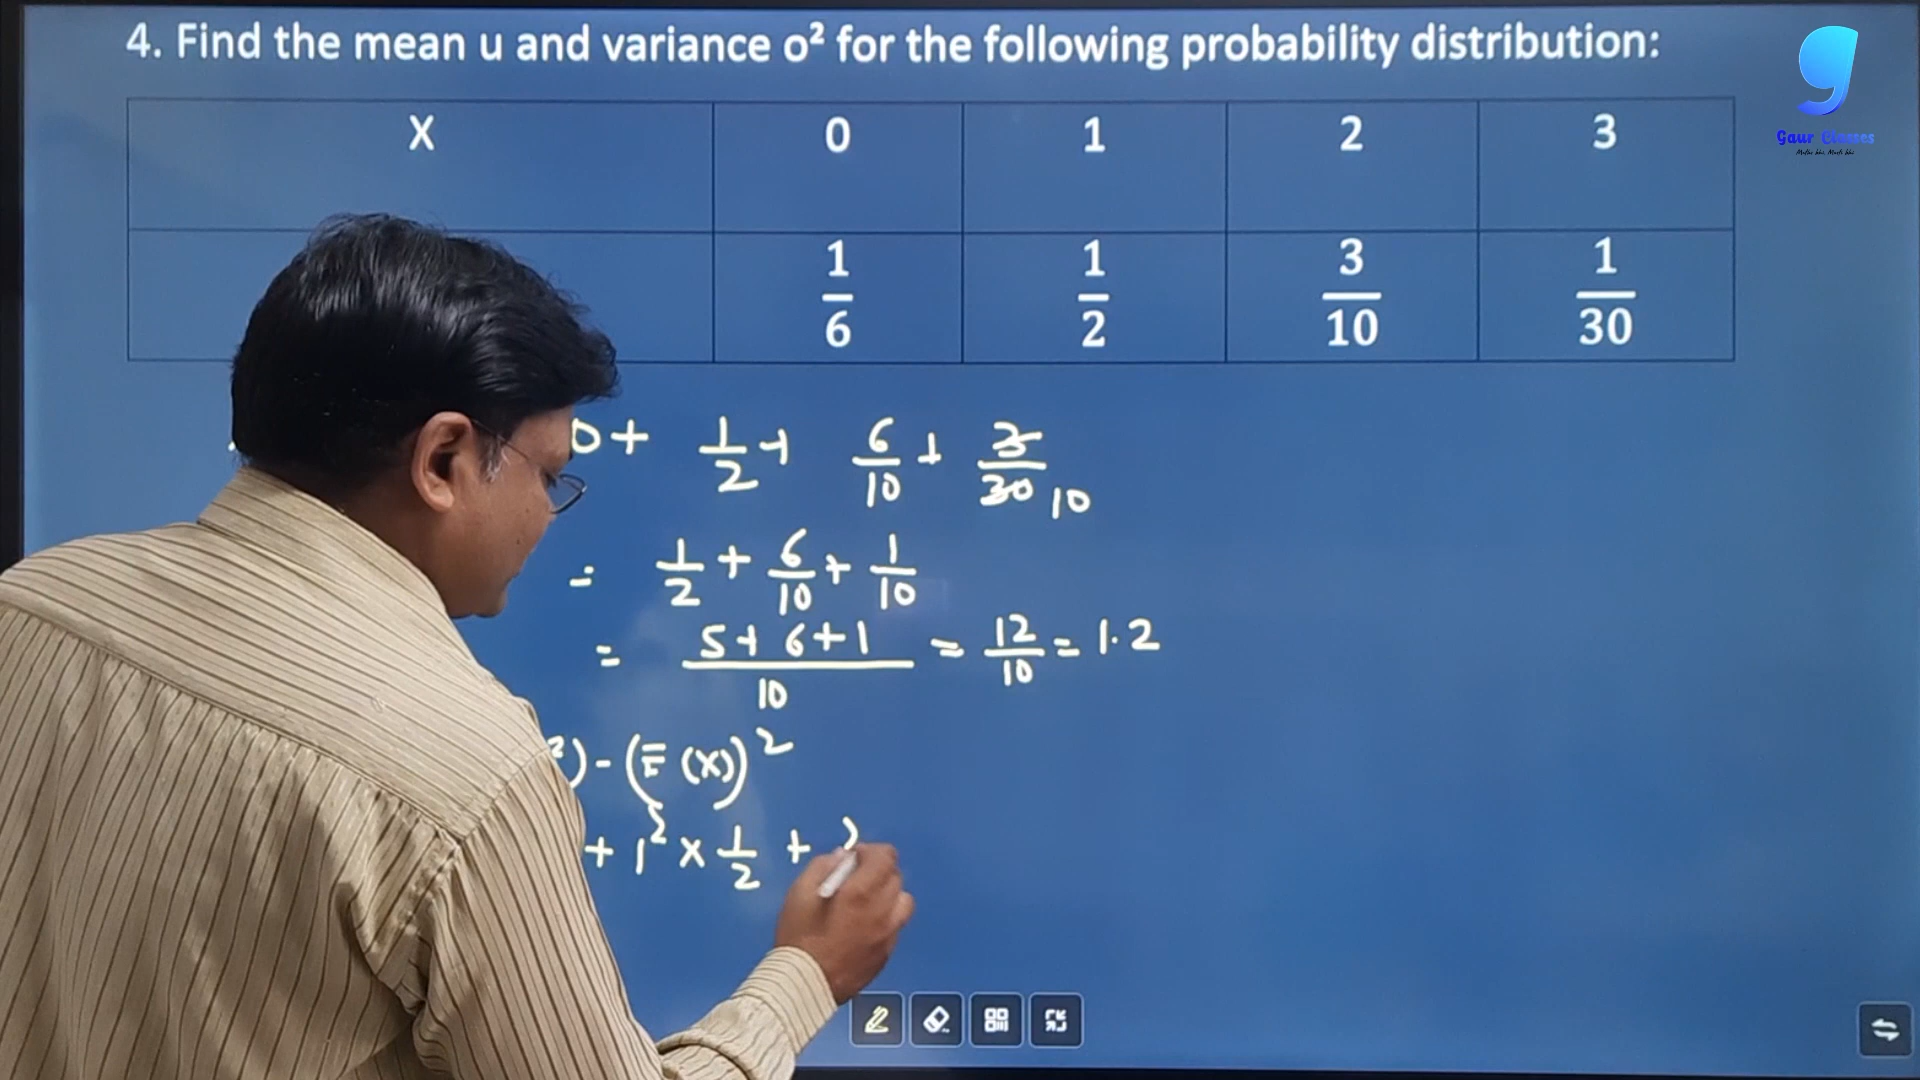 4. Find the mean u and variance o² for the following probability distribution:
X 0 1 2 3
1/6 1/2 3/10 1/30
0 + 1/2 + 6/10 + 3/30 10
= 1/2 + 6/10 + 1/10
= 5+6+1/10 = 12/10 = 1.2
²) - (E(X))²
+ 1² × 1/2 + 2
g
Gaur Classes